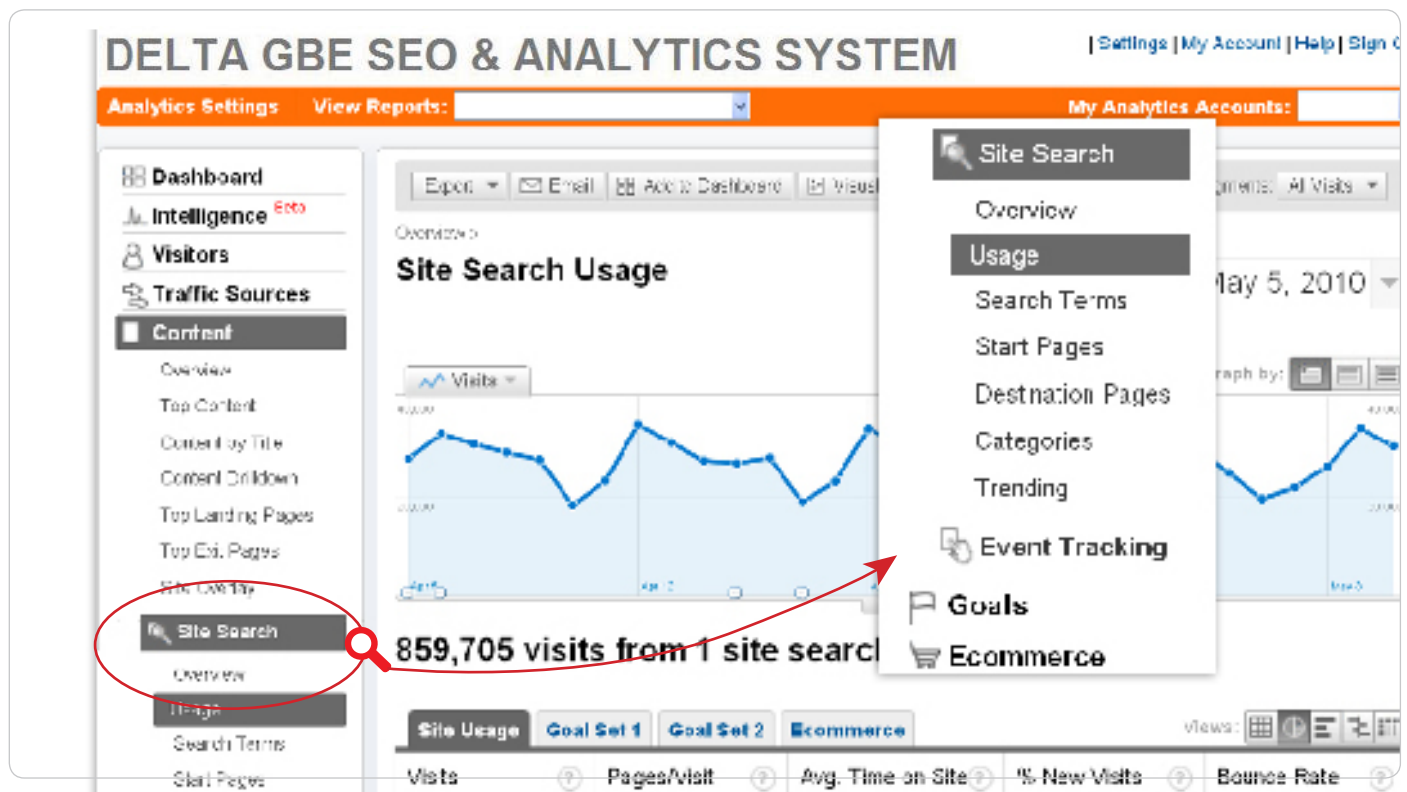 DELTA GBE SEO & ANALYTICS SYSTEM
| Settings | My Account | Help | Sign
Analytics Settings View Reports: My Analytics Accounts:
Dashboard
Intelligence Beta
Visitors
Traffic Sources
Content
Overview
Top Content
Content by Title
Content Drilldown
Top Landing Pages
Top Exit Pages
Site Overlay
Site Search
Overview
Usage
Search Terms
Start Pages
Export Email Add to Dashboard
All Visits
Overview »
Site Search Usage
May 5, 2010
Visits
by:
40,000
859,705 visits from 1 site
Site Usage Goal Set 1 Goal Set 2 Ecommerce
Views:
Visits Pages/Visit Avg. Time on Site % New Visits Bounce Rate
Site Search
Overview
Usage
Search Terms
Start Pages
Destination Pages
Categories
Trending
Event Tracking
Goals
Ecommerce